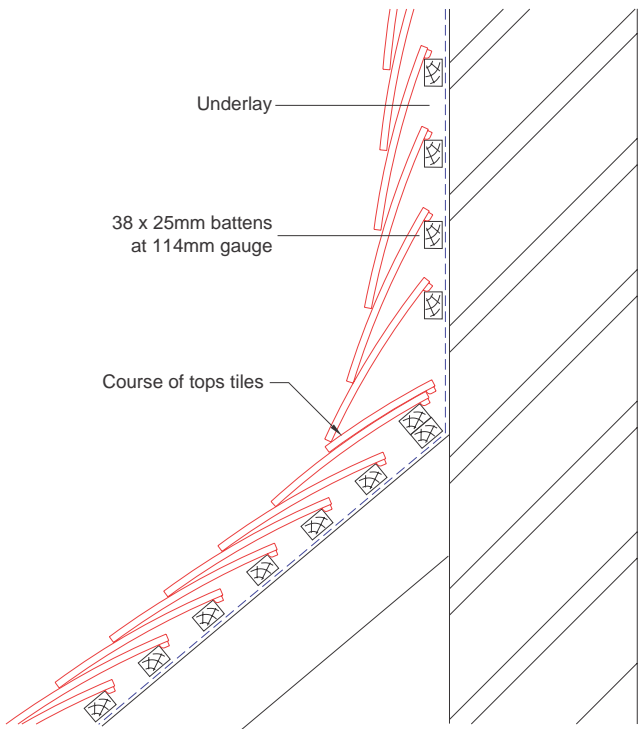 Underlay
38 x 25mm battens
at 114mm gauge
Course of tops tiles